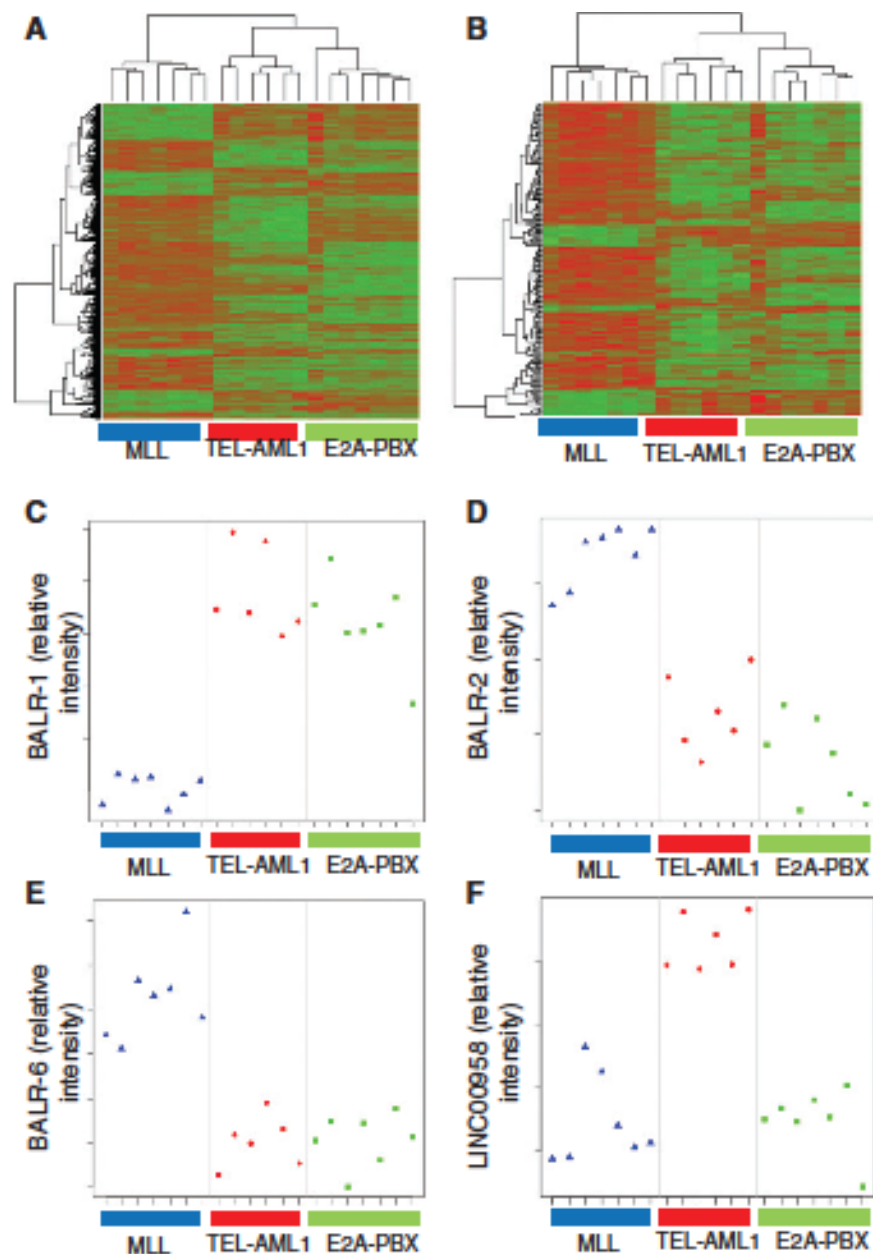 A
B
MLL
TEL-AML1
E2A-PBX
MLL
TEL-AML1
E2A-PBX
C
BALR-1 (relative
intensity)
MLL
TEL-AML1
E2A-PBX
D
BALR-2 (relative
intensity)
MLL
TEL-AML1
E2A-PBX
E
BALR-6 (relative
intensity)
MLL
TEL-AML1
E2A-PBX
F
LINC00958 (relative
intensity)
MLL
TEL-AML1
E2A-PBX